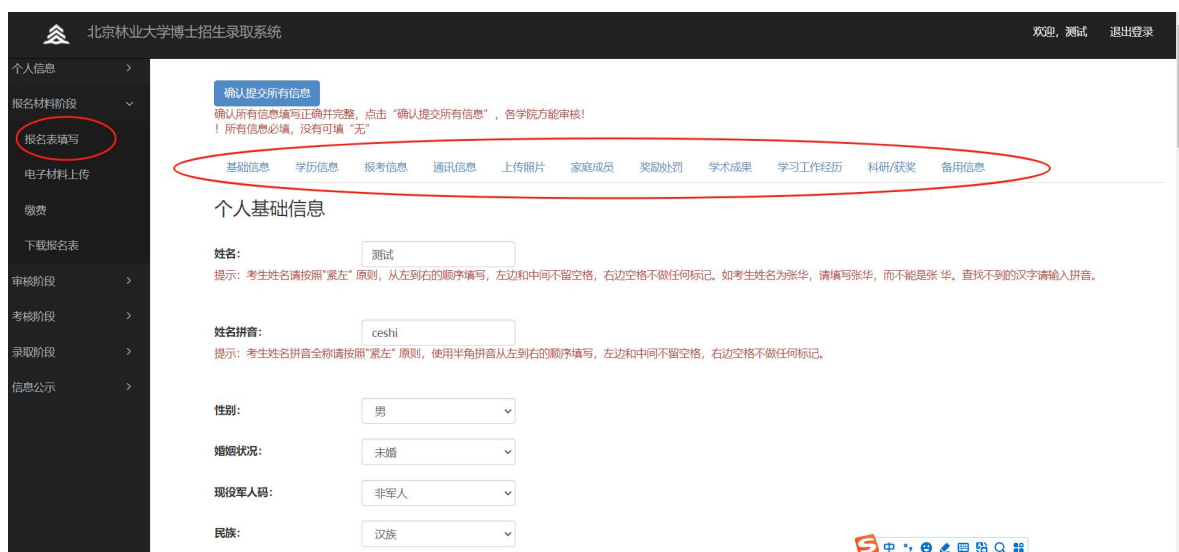 北京林业大学博士招生录取系统
欢迎，测试 退出登录
个人信息
报名材料阶段
报名表填写
电子材料上传
缴费
下载报名表
审核阶段
考核阶段
录取阶段
信息公示
确认提交所有信息
确认所有信息填写正确并完整，点击“确认提交所有信息”，各学院方能审核！
！所有信息必填，没有可填“无”
基础信息 学历信息 报考信息 通讯信息 上传照片 家庭成员 奖励处罚 学术成果 学习工作经历 科研/获奖 备用信息
个人基础信息
姓名： 测试
提示：考生姓名请按照"紧左" 原则，从左到右的顺序填写，左边和中间不留空格，右边空格不做任何标记。如考生姓名为张华，请填写张华，而不能是张 华。查找不到的汉字请输入拼音。
姓名拼音： ceshi
提示：考生姓名拼音全称请按照"紧左" 原则，使用半角拼音从左到右的顺序填写，左边和中间不留空格，右边空格不做任何标记。
性别： 男
婚姻状况： 未婚
现役军人码： 非军人
民族： 汉族
中